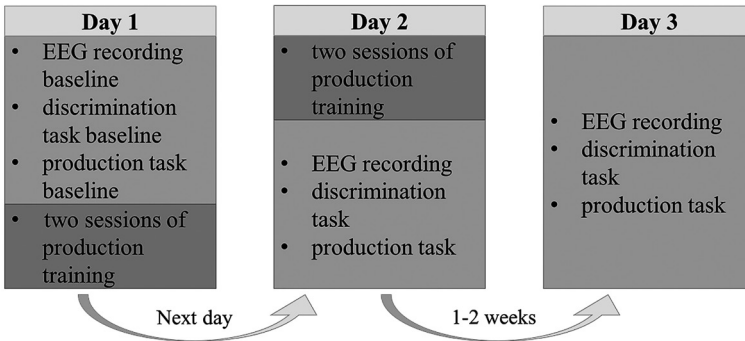 Day 1
• EEG recording
baseline
• discrimination
task baseline
• production task
baseline
• two sessions of
production
training
Day 2
• two sessions of
production
training
• EEG recording
• discrimination
task
• production task
Day 3
• EEG recording
• discrimination
task
• production task
Next day
1-2 weeks